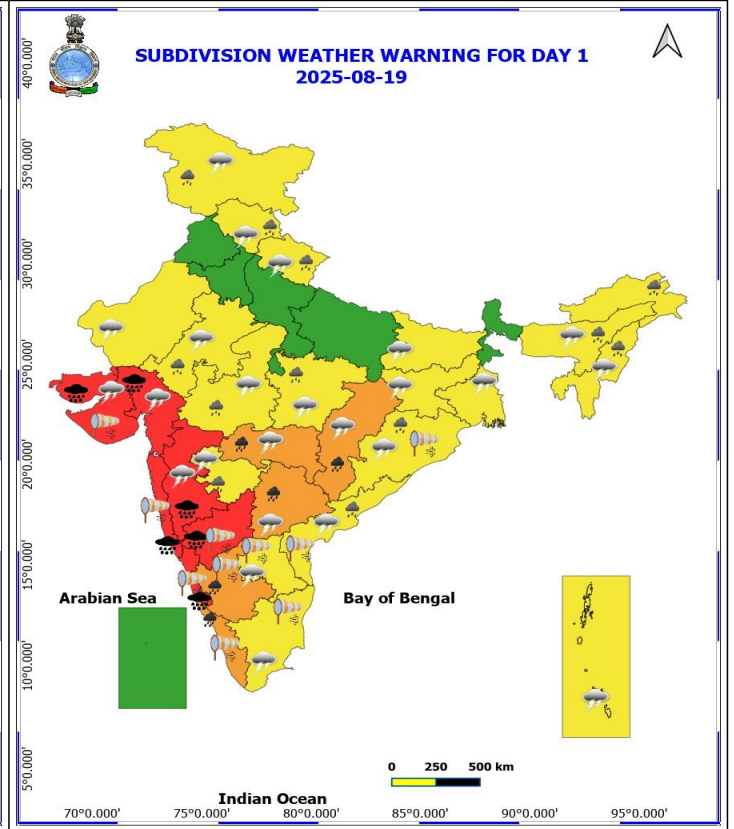 SUBDIVISION WEATHER WARNING FOR DAY 1
2025-08-19
40°0.000'
35°0.000'
30°0.000'
25°0.000'
20°0.000'
15°0.000'
10°0.000'
5°0.000'
Arabian Sea
Bay of Bengal
0 250 500 km
Indian Ocean
70°0.000' 75°0.000' 80°0.000' 85°0.000' 90°0.000' 95°0.000'